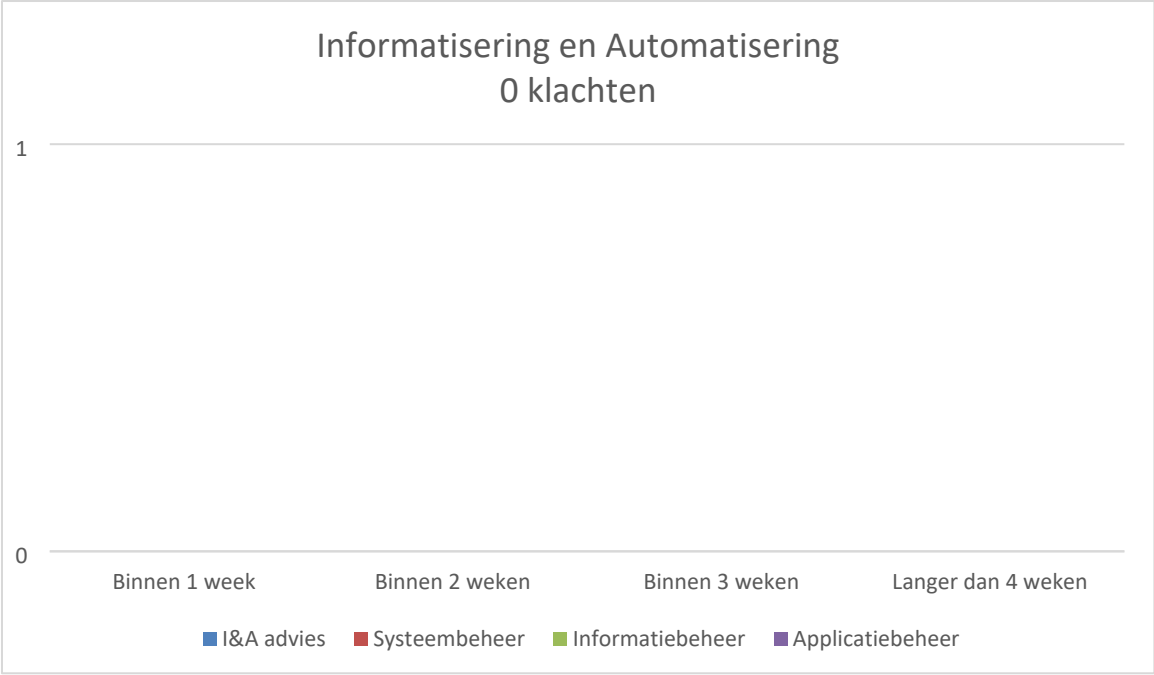 Informatisering en Automatisering
0 klachten
1
0
Binnen 1 week Binnen 2 weken Binnen 3 weken Langer dan 4 weken
I&A advies Systeembeheer Informatiebeheer Applicatiebeheer